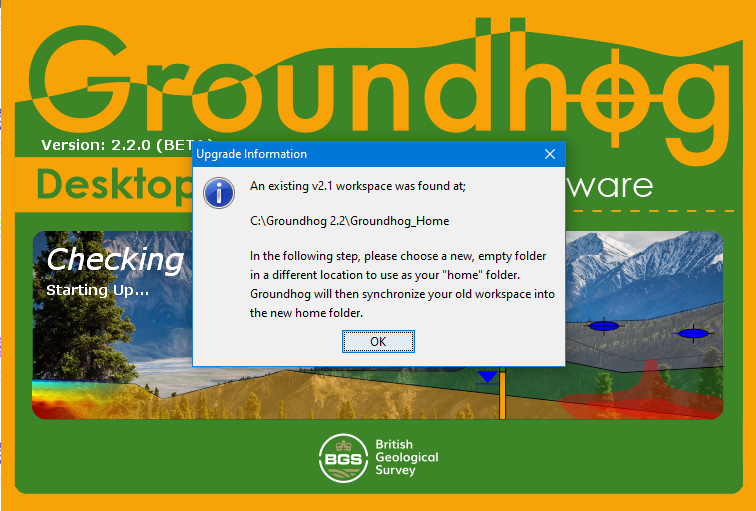 Groundhog
Version: 2.2.0 (BETA)
Upgrade Information
Desktop
ware
An existing v2.1 workspace was found at;
C:\Groundhog 2.2\Groundhog_Home
In the following step, please choose a new, empty folder
in a different location to use as your "home" folder.
Groundhog will then synchronize your old workspace into
the new home folder.
OK
Checking
Starting Up...
BGS
British
Geological
Survey